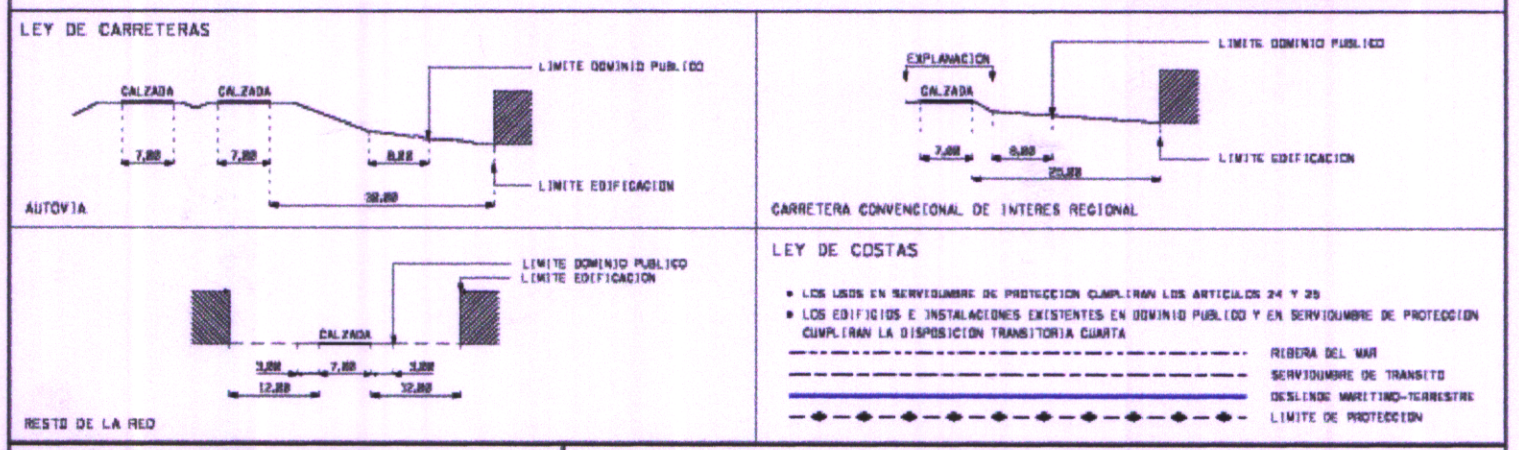 LEY DE CARRETERAS
LIMITE DOMINIO PUBLICO
CALZADA
CALZADA
7,00
7,00
8,00
LIMITE EDIFICACION
AUTOVIA
LIMITE DOMINIO PUBLICO
EXPLANACION
CALZADA
7,00
8,00
25,00
LIMITE EDIFICACION
CARRETERA CONVENCIONAL DE INTERES REGIONAL
LIMITE DOMINIO PUBLICO
LIMITE EDIFICACION
CALZADA
3,00
7,00
3,00
12,00
12,00
RESTO DE LA RED
LEY DE COSTAS
• LOS USOS EN SERVIDUMBRE DE PROTECCION CUMPLIRAN LOS ARTICULOS 24 Y 25
• LOS EDIFICIOS E INSTALACIONES EXISTENTES EN DOMINIO PUBLICO Y EN SERVIDUMBRE DE PROTECCION
CUMPLIRAN LA DISPOSICION TRANSITORIA CUARTA
RIBERA DEL MAR
SERVIDUMBRE DE TRANSITO
DESLINDE MARITIMO-TERRESTRE
LIMITE DE PROTECCION